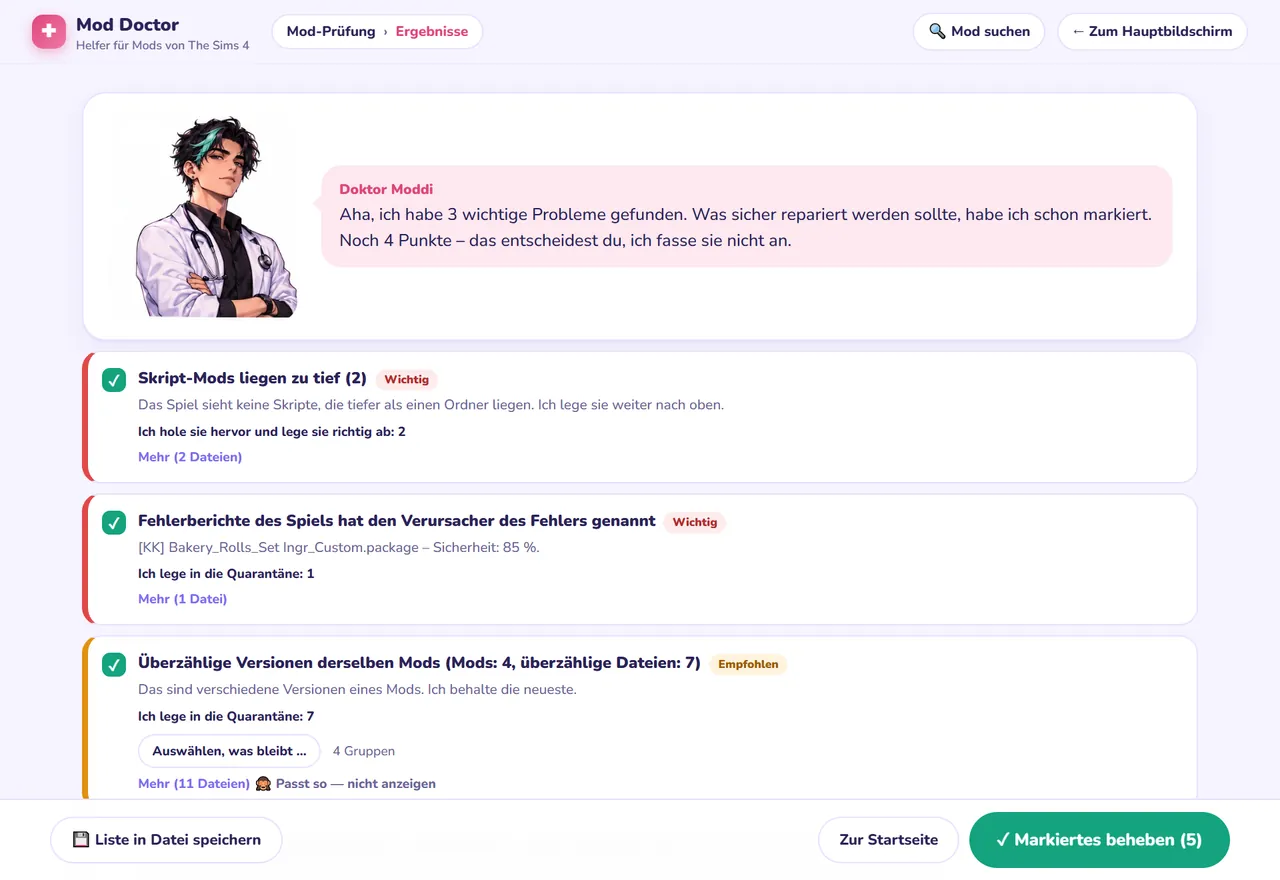 Mod Doctor
Helfer für Mods von The Sims 4
Mod-Prüfung › Ergebnisse
🔍 Mod suchen
← Zum Hauptbildschirm
Doktor Moddi
Aha, ich habe 3 wichtige Probleme gefunden. Was sicher repariert werden sollte, habe ich schon markiert.
Noch 4 Punkte – das entscheidest du, ich fasse sie nicht an.
Skript-Mods liegen zu tief (2) Wichtig
Das Spiel sieht keine Skripte, die tiefer als einen Ordner liegen. Ich lege sie weiter nach oben.
Ich hole sie hervor und lege sie richtig ab: 2
Mehr (2 Dateien)
Fehlerberichte des Spiels hat den Verursacher des Fehlers genannt Wichtig
[KK] Bakery_Rolls_Set Ingr_Custom.package – Sicherheit: 85 %.
Ich lege in die Quarantäne: 1
Mehr (1 Datei)
Überzählige Versionen derselben Mods (Mods: 4, überzählige Dateien: 7) Empfohlen
Das sind verschiedene Versionen eines Mods. Ich behalte die neueste.
Ich lege in die Quarantäne: 7
Auswählen, was bleibt ... 4 Gruppen
Mehr (11 Dateien) 🙈 Passt so — nicht anzeigen
💾 Liste in Datei speichern
Zur Startseite
✓ Markiertes beheben (5)